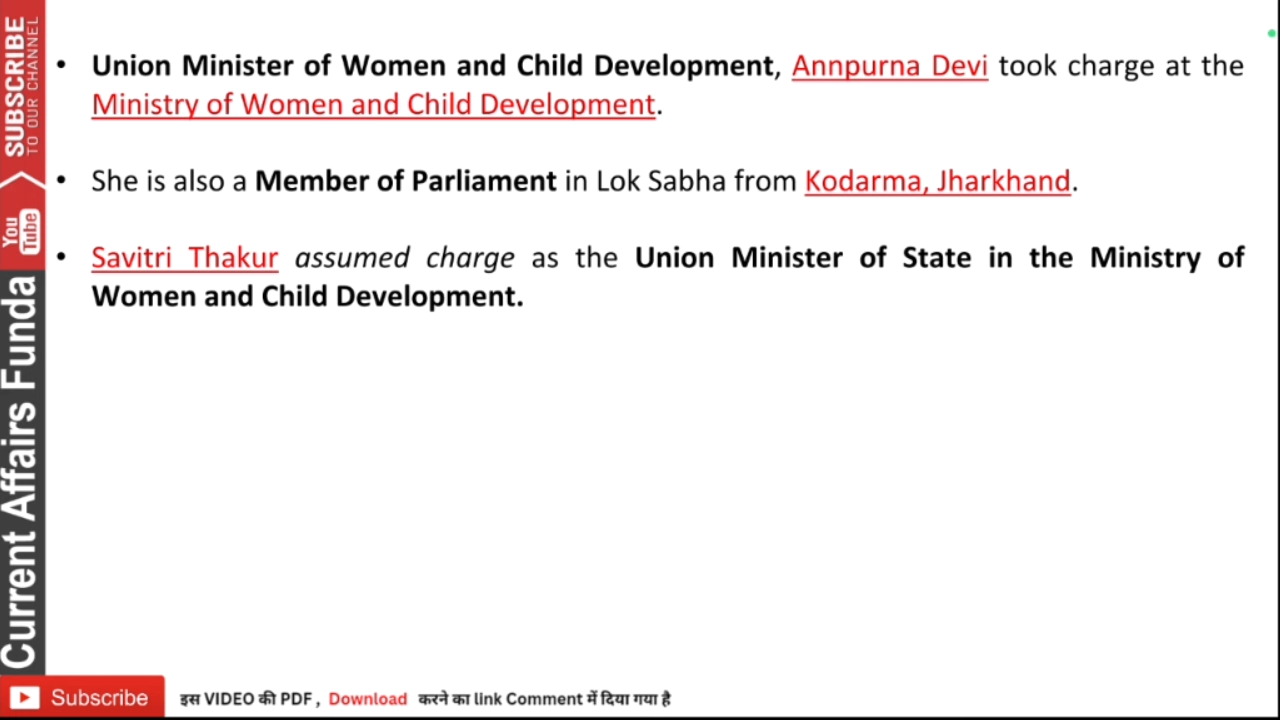 • Union Minister of Women and Child Development, Annpurna Devi took charge at the
Ministry of Women and Child Development.
• She is also a Member of Parliament in Lok Sabha from Kodarma, Jharkhand.
• Savitri Thakur assumed charge as the Union Minister of State in the Ministry of
Women and Child Development.
SUBSCRIBE
TO OUR CHANNEL
You
Tube
Current Affairs Funda
Subscribe
इस VIDEO की PDF , Download करने का link Comment में दिया गया है